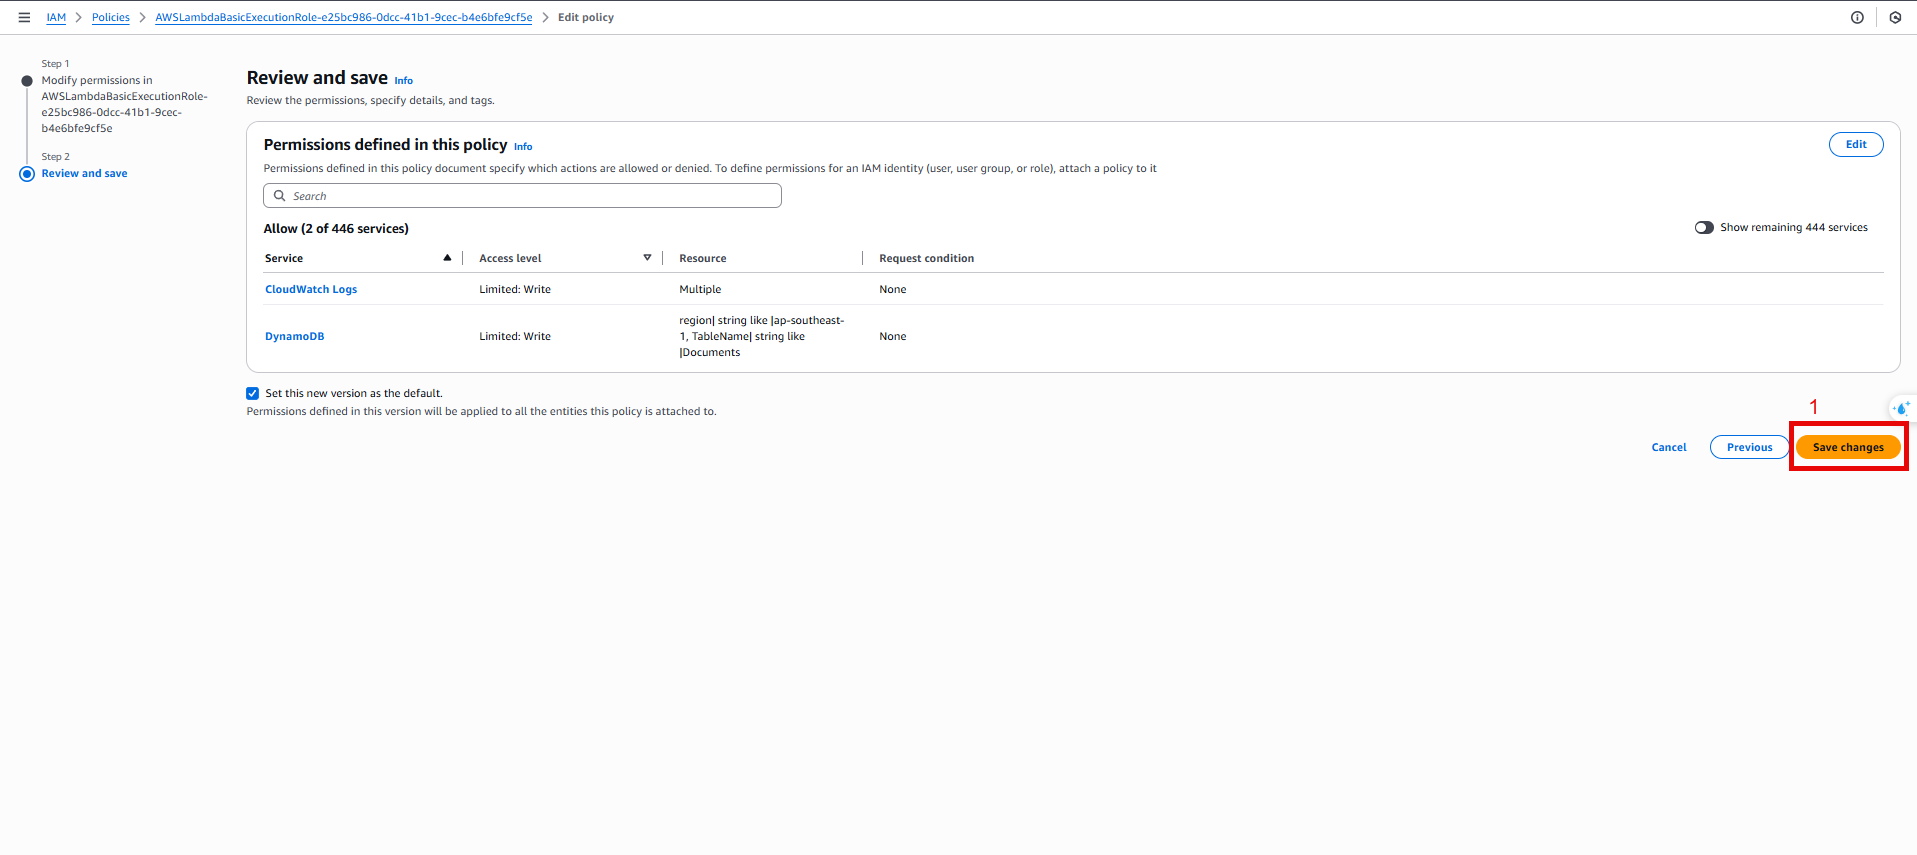 IAM > Policies > AWSLambdaBasicExecutionRole-e25bc986-0dcc-41b1-9cec-b4e6bfe9cf5e > Edit policy
Step 1
Modify permissions in
AWSLambdaBasicExecutionRole-
e25bc986-0dcc-41b1-9cec-
b4e6bfe9cf5e
Step 2
Review and save
Review and save Info
Review the permissions, specify details, and tags.
Permissions defined in this policy Info
Edit
Permissions defined in this policy document specify which actions are allowed or denied. To define permissions for an IAM identity (user, user group, or role), attach a policy to it
Search
Allow (2 of 446 services)
Show remaining 444 services
Service Access level Resource Request condition
CloudWatch Logs Limited: Write Multiple None
DynamoDB Limited: Write region| string like |ap-southeast-
1, TableName| string like
|Documents None
Set this new version as the default.
Permissions defined in this version will be applied to all the entities this policy is attached to.
1
Cancel Previous Save changes